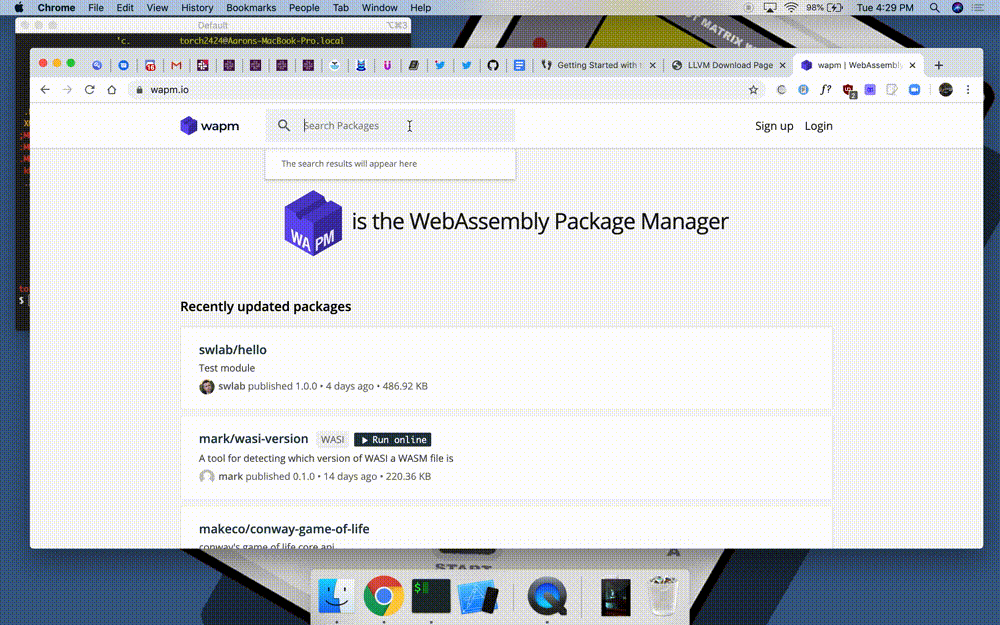 Chrome File Edit View History Bookmarks People Tab Window Help 98% Tue 4:29 PM
Default ⌥⌘3
'c. torch2424@Aarons-MacBook-Pro.local
Getting Started with LLVM Download Page wapm | WebAssembly
wapm.io
wapm Search Packages Sign up Login
The search results will appear here
WA PM is the WebAssembly Package Manager
Recently updated packages
swlab/hello
Test module
swlab published 1.0.0 • 4 days ago • 486.92 KB
mark/wasi-version WASI Run online
A tool for detecting which version of WASI a WASM file is
mark published 0.1.0 • 14 days ago • 220.36 KB
makeco/conway-game-of-life
conway's game of life core api
START A